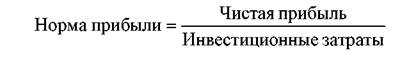 Чистая прибыль
Норма прибыли =
Инвестиционные затраты